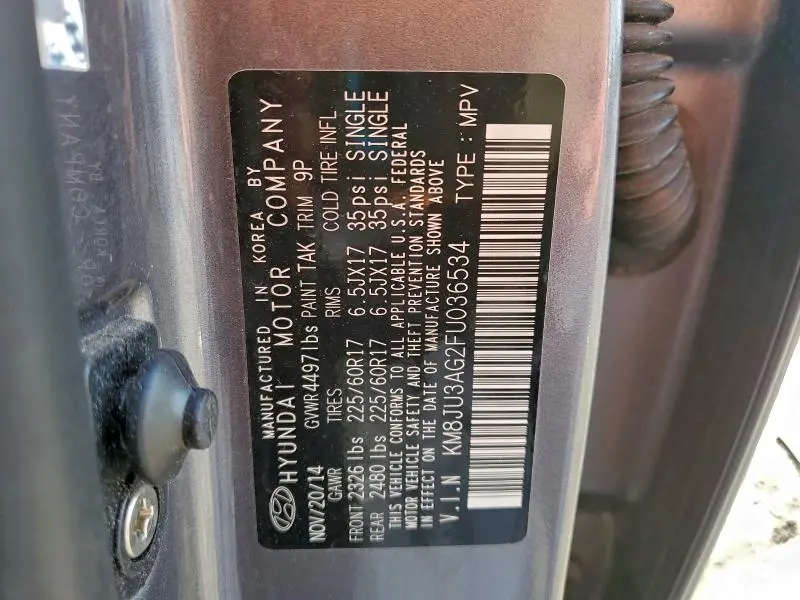 MANUFACTURED IN KOREA BY
HYUNDAI MOTOR COMPANY
NOV/20/14 GVWR 4497lbs PAINT TAK TRIM 9P
GAWR TIRES RIMS COLD TIRE INFL
FRONT 2326 lbs 225/60R17 6.5JX17 35psi SINGLE
REAR 2480 lbs 225/60R17 6.5JX17 35psi SINGLE
THIS VEHICLE CONFORMS TO ALL APPLICABLE U.S.A. FEDERAL
MOTOR VEHICLE SAFETY AND THEFT PREVENTION STANDARDS
IN EFFECT ON THE DATE OF MANUFACTURE SHOWN ABOVE
V.I.N KM8JU3AG2FU036534 TYPE : MPV